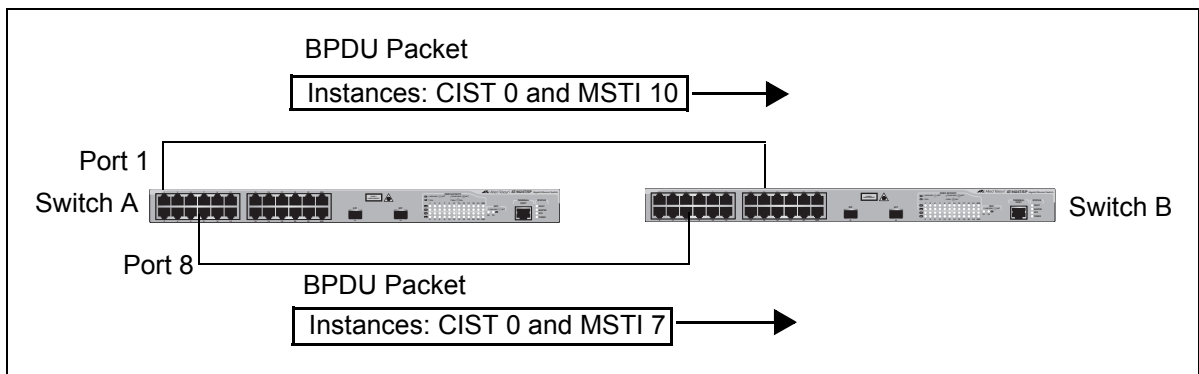 BPDU Packet
Instances: CIST 0 and MSTI 10
Port 1
Switch A
Switch B
Port 8
BPDU Packet
Instances: CIST 0 and MSTI 7